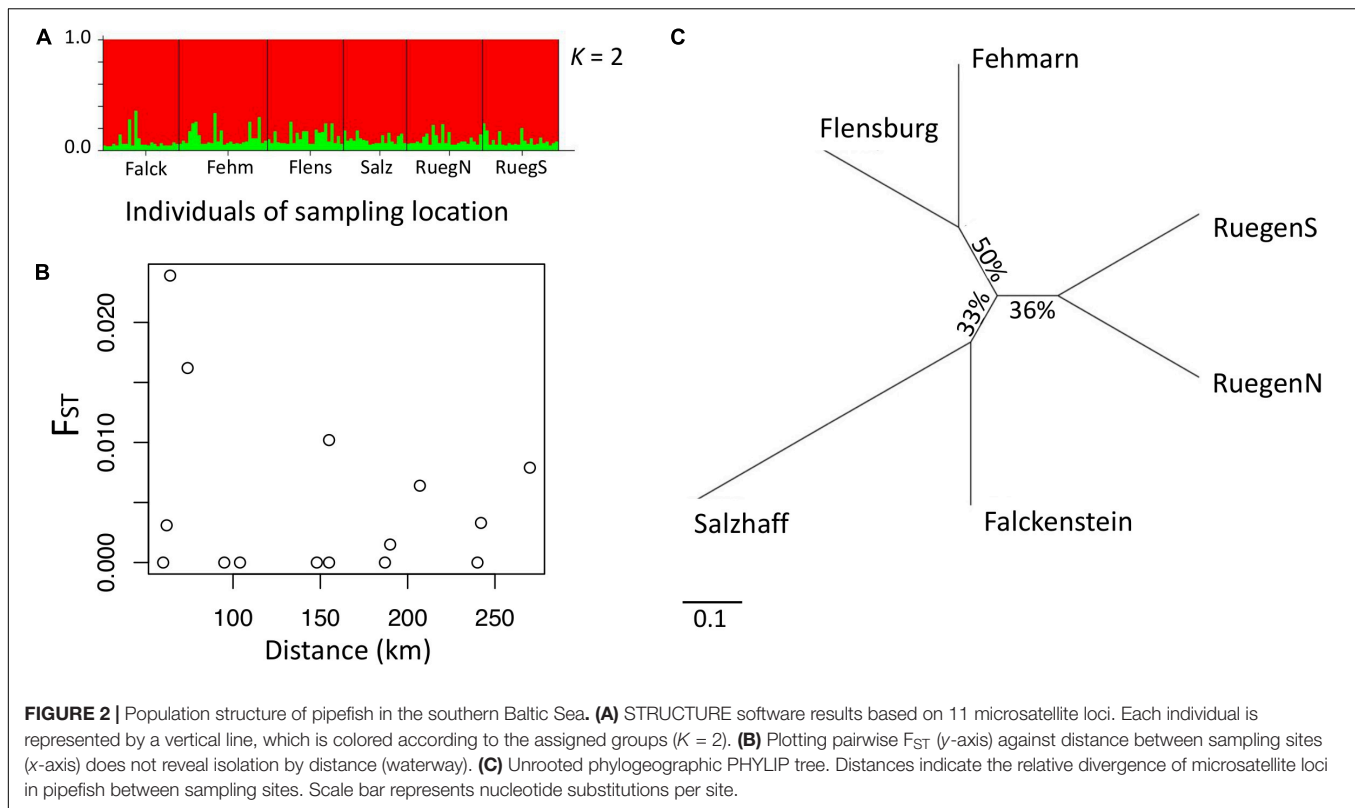 A
1.0
0.0
K = 2
Falck Fehm Flens Salz RuegN RuegS
Individuals of sampling location
B
FST
0.020
0.010
0.000
100 150 200 250
Distance (km)
C
Fehmarn
Flensburg
RuegenS
50%
33%
36%
RuegenN
Salzhaff
Falckenstein
0.1
FIGURE 2 | Population structure of pipefish in the southern Baltic Sea. (A) STRUCTURE software results based on 11 microsatellite loci. Each individual is
represented by a vertical line, which is colored according to the assigned groups (K = 2). (B) Plotting pairwise FST (y-axis) against distance between sampling sites
(x-axis) does not reveal isolation by distance (waterway). (C) Unrooted phylogeographic PHYLIP tree. Distances indicate the relative divergence of microsatellite loci
in pipefish between sampling sites. Scale bar represents nucleotide substitutions per site.